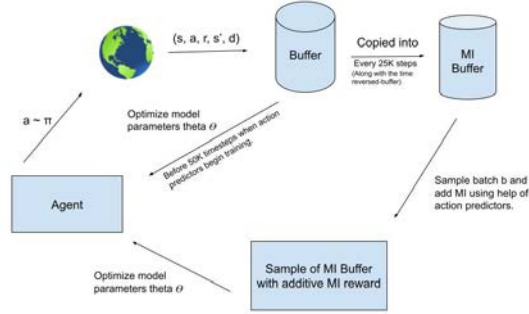 (s, a, r, s', d)
Buffer
Copied into
Every 25K steps
(Along with the time
reversed-buffer)
MI
Buffer
a ~ π
Optimize model
parameters theta θ
Before 50K timesteps when action
predictors begin training.
Agent
Sample batch b and
add MI using help of
action predictors.
Optimize model
parameters theta θ
Sample of MI Buffer
with additive MI reward